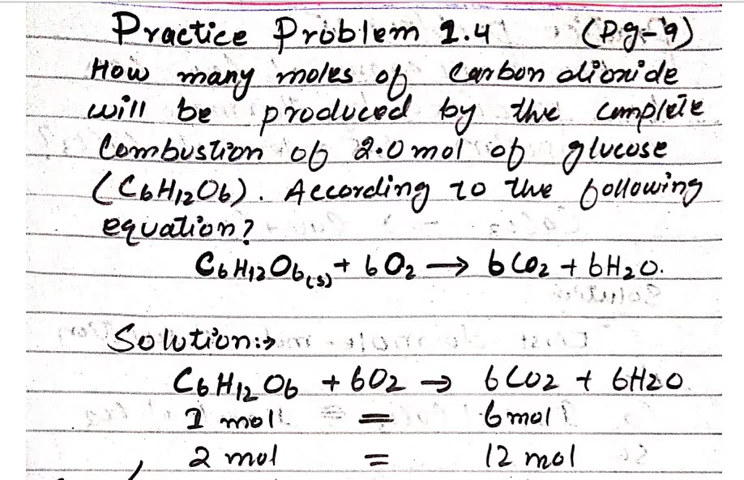 Practice Problem 1.4 (Pg-9)
How many moles of Carbon dioxide
will be produced by the complete
Combustion of 2.0 mol of glucose
(C6H12O6). According to the following
equation?
C6H12O6(s) + 6O2 → 6CO2 + 6H2O.
Solution:→
C6H12O6 + 6O2 → 6CO2 + 6H2O
1 mol = 6 mol
2 mol = 12 mol